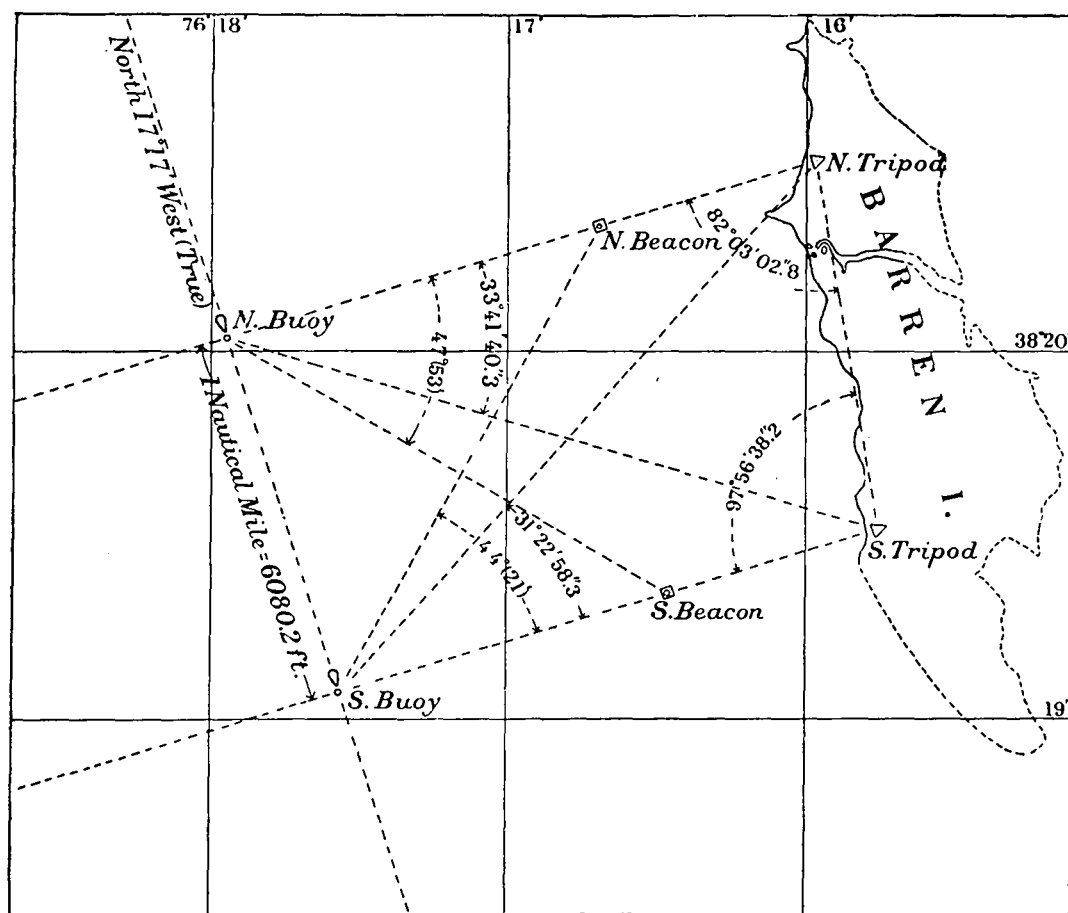 76° 18'
17'
16'
North 17°17' West (True)
N. Tripod
N. Beacon
82°03'02."8
BARREN I.
N. Buoy
33°41'40."3
47°(53)
38°20'
1 Nautical Mile = 6080.2 ft.
97°56'38."2
31°22'58."3
44°(21)
S. Tripod
S. Beacon
S. Buoy
19'